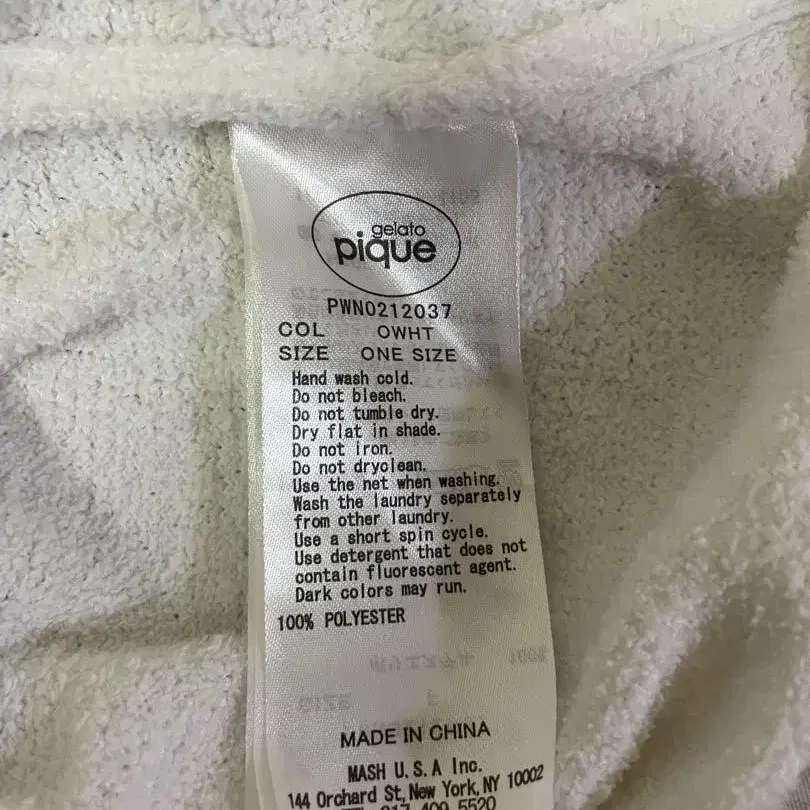 gelato
pique
PWNO212037
COL OWHT
SIZE ONE SIZE
Hand wash cold.
Do not bleach.
Do not tumble dry.
Dry flat in shade.
Do not iron.
Do not dryclean.
Use the net when washing.
Wash the laundry separately
from other laundry.
Use a short spin cycle.
Use detergent that does not
contain fluorescent agent.
Dark colors may run.
100% POLYESTER
MADE IN CHINA
MASH U.S.A Inc.
144 Orchard St, New York, NY 10002